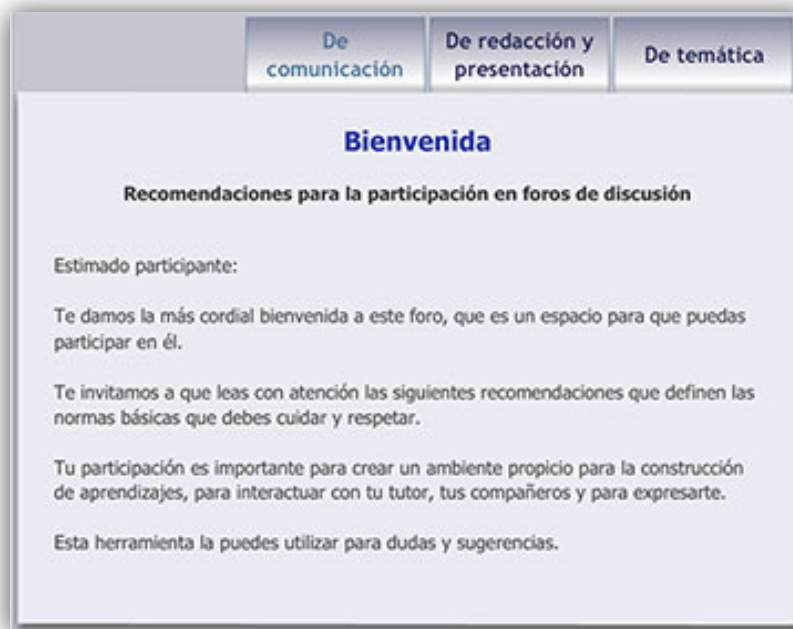 De
comunicación
De redacción y
presentación
De temática
Bienvenida
Recomendaciones para la participación en foros de discusión
Estimado participante:
Te damos la más cordial bienvenida a este foro, que es un espacio para que puedas
participar en él.
Te invitamos a que leas con atención las siguientes recomendaciones que definen las
normas básicas que debes cuidar y respetar.
Tu participación es importante para crear un ambiente propicio para la construcción
de aprendizajes, para interactuar con tu tutor, tus compañeros y para expresarte.
Esta herramienta la puedes utilizar para dudas y sugerencias.